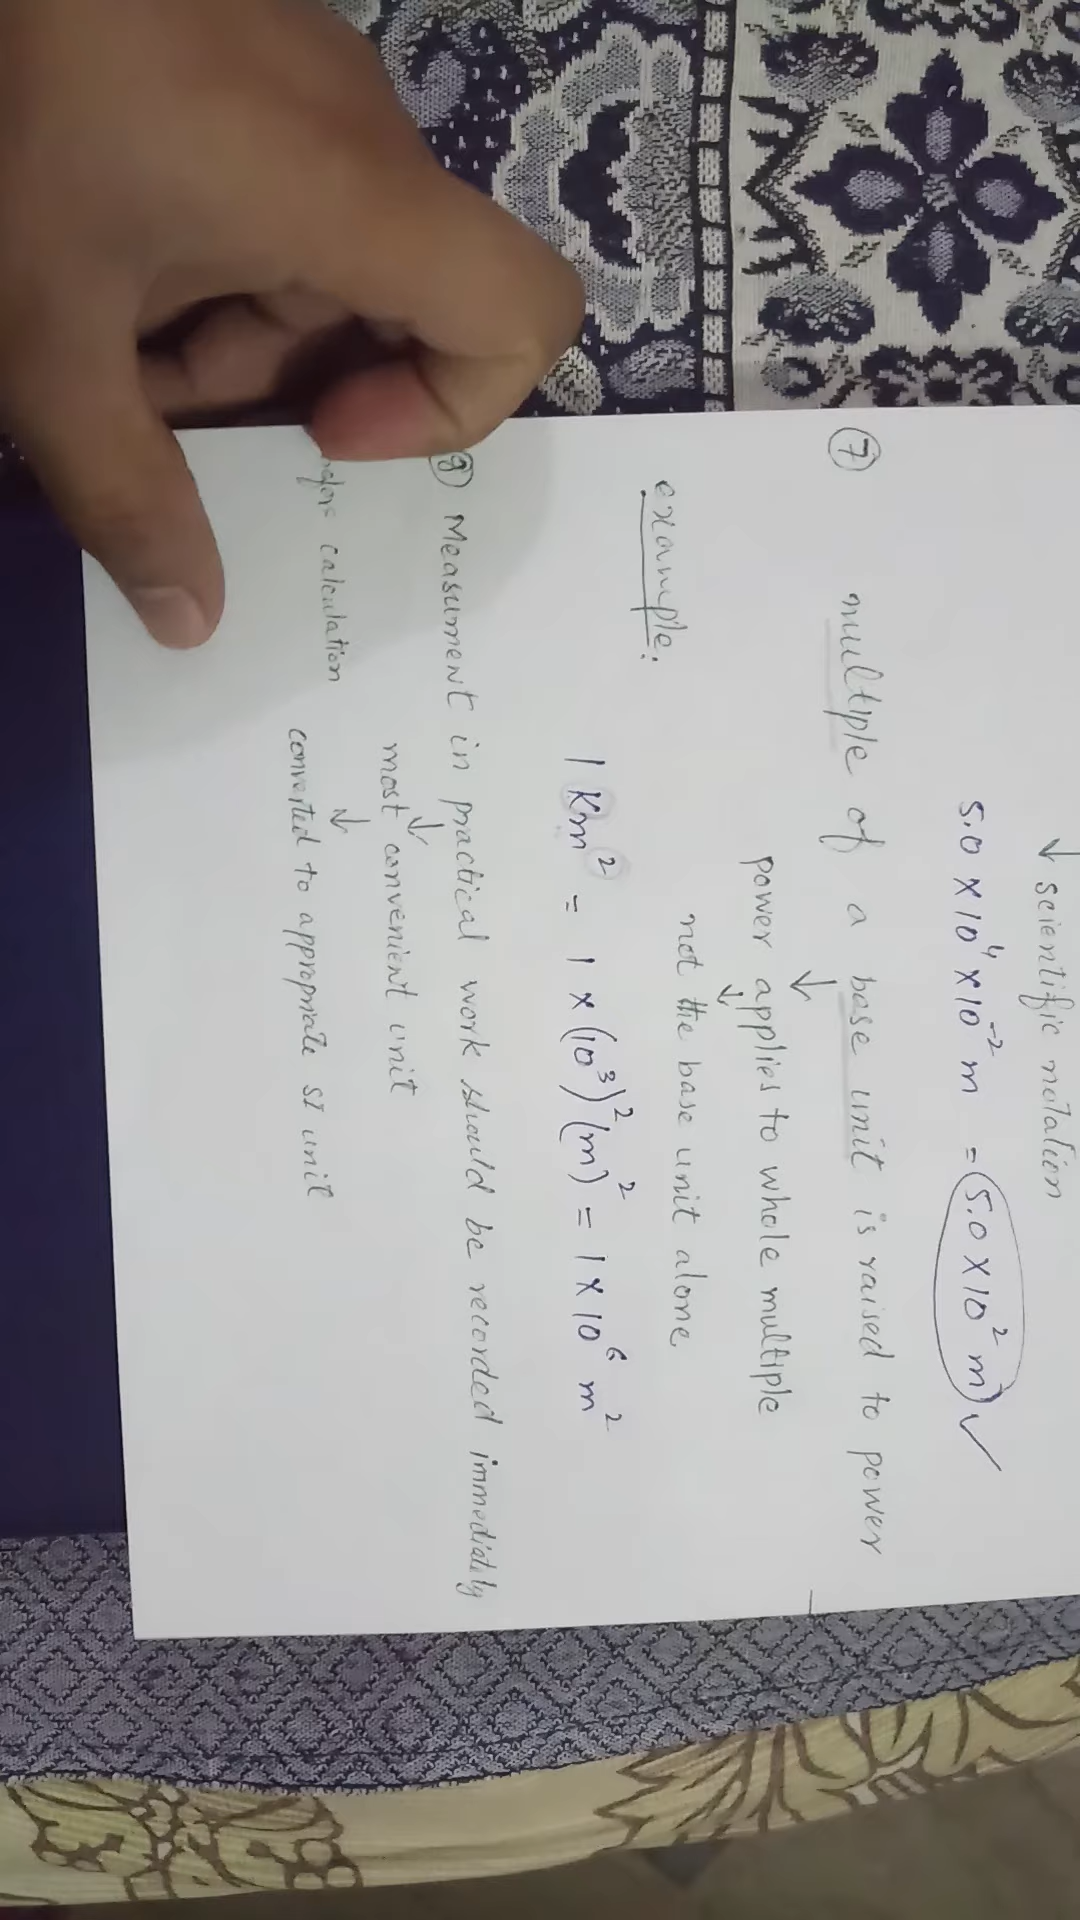 ↓ scientific notation
5.0 × 10⁴ × 10⁻² m = 5.0 × 10² m ✓
⑦ multiple of a base unit is raised to power
↓
power applies to whole multiple
↓
not the base unit alone
example:
1 Km² = 1 × (10³)² (m)² = 1 × 10⁶ m²
⑧ Measument in practical work should be recorded immediatily
↓
most convenient unit
calculation ↓
converted to appropriate SI unit